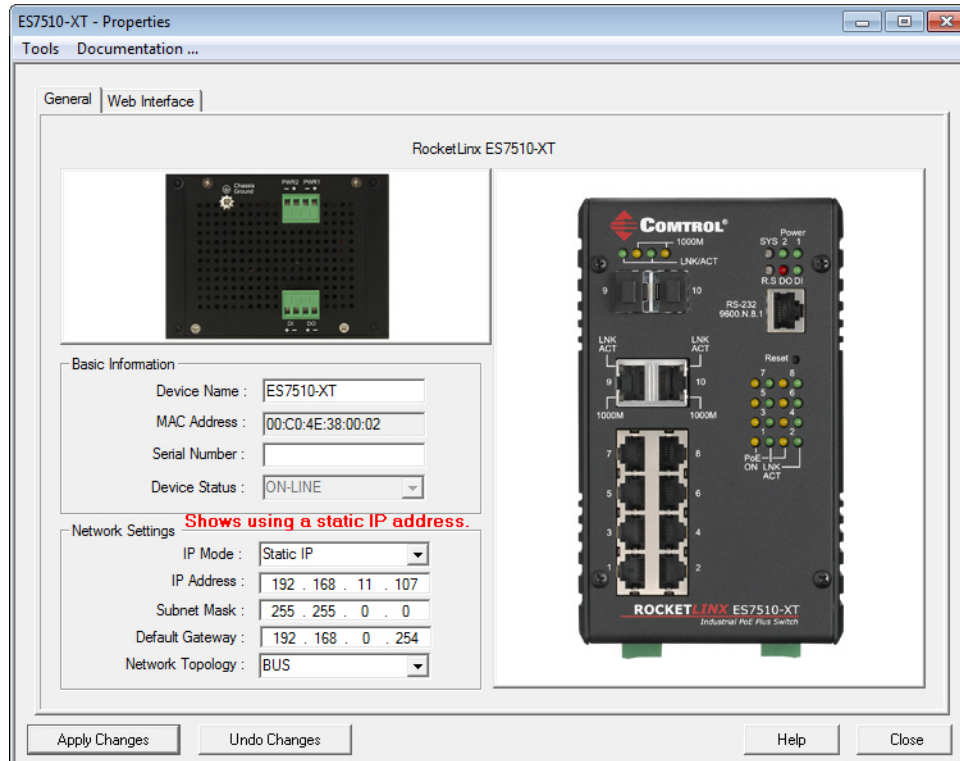 ES7510-XT - Properties
Tools Documentation ...
General
Web Interface
RocketLinx ES7510-XT
Chassis
Ground
PWR2 PWR1
DI DO
COMTROL®
1000M
LNK/ACT
Power
SYS 2 1
R.S DO DI
9
10
RS-232
9600.N.8.1
LNK
ACT
LNK
ACT
9
10
1000M
1000M
Reset
7 8
5 6
3 4
1 2
PoE
ON
LNK
ACT
7
8
5
6
3
4
1
2
ROCKETLINX ES7510-XT
Industrial PoE Plus Switch
Basic Information
Device Name : ES7510-XT
MAC Address : 00:C0:4E:38:00:02
Serial Number :
Device Status : ON-LINE
Shows using a static IP address.
Network Settings
IP Mode : Static IP
IP Address : 192 . 168 . 11 . 107
Subnet Mask : 255 . 255 . 0 . 0
Default Gateway : 192 . 168 . 0 . 254
Network Topology : BUS
Apply Changes
Undo Changes
Help
Close